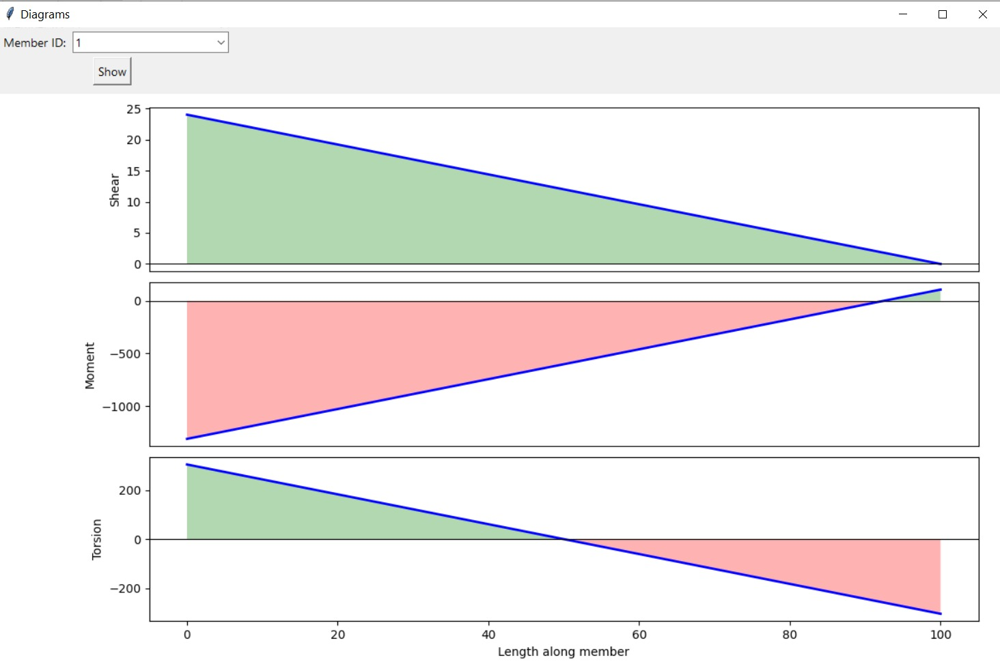 Diagrams
Member ID: 1
Show
25
20
15
10
5
0
Shear
0
−500
−1000
Moment
200
0
−200
Torsion
0 20 40 60 80 100
Length along member